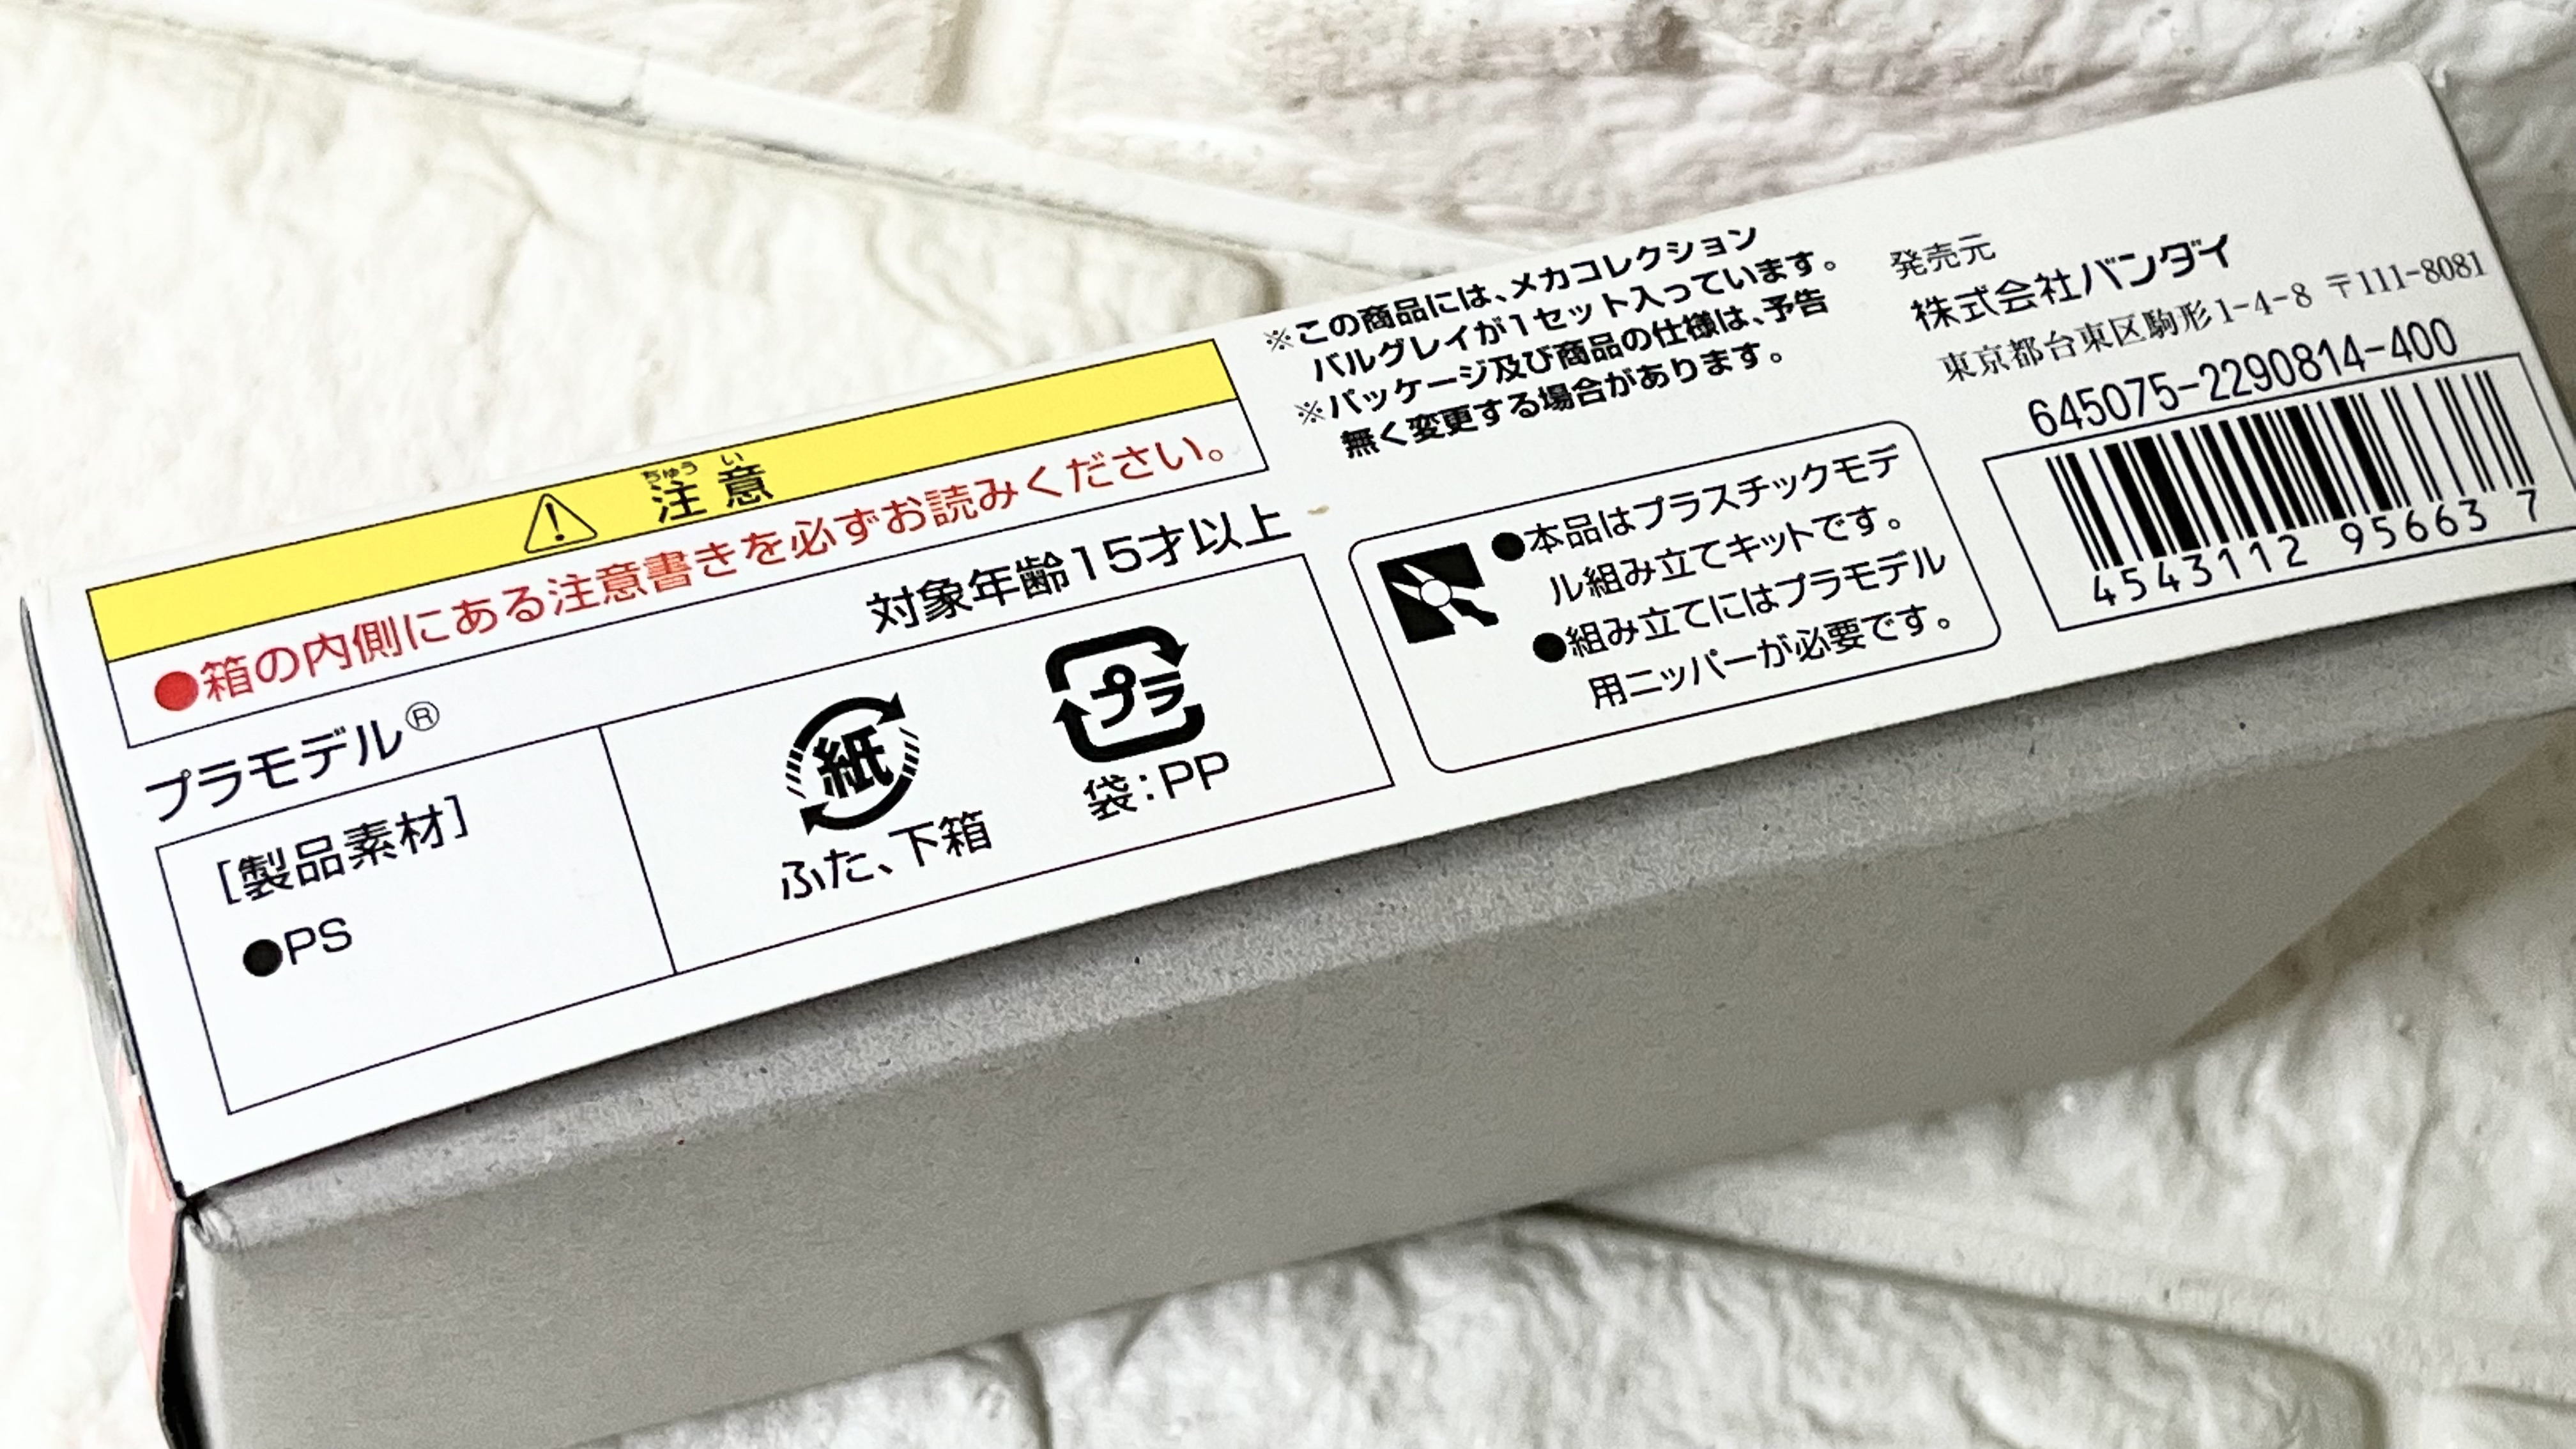 ちゅう い
注意
●箱の内側にある注意書きを必ずお読みください。
対象年齢15才以上
プラモデル®
[製品素材]
●PS
紙
ふた、下箱
プラ
袋:PP
※この商品には、メカコレクション
バルグレイが1セット入っています。
※パッケージ及び商品の仕様は、予告
無く変更する場合があります。
●本品はプラスチックモデ
ル組み立てキットです。
●組み立てにはプラモデル
用ニッパーが必要です。
発売元
株式会社バンダイ
東京都台東区駒形1-4-8 〒111-8081
645075-2290814-400
4543112 95663 7